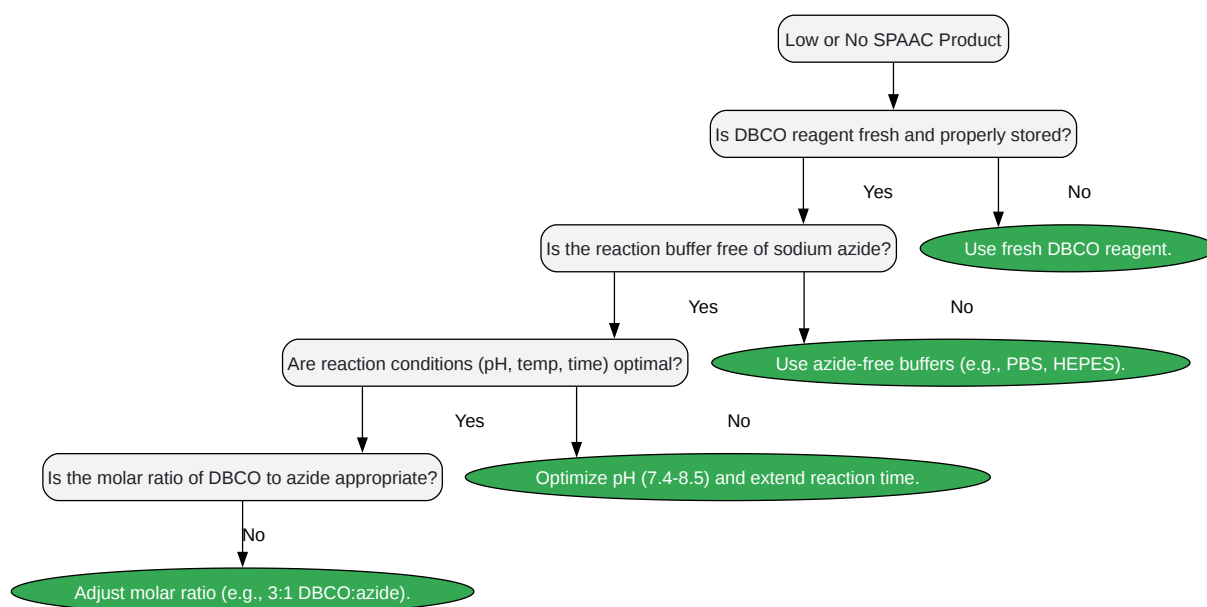 Low or No SPAAC Product
Is DBCO reagent fresh and properly stored?
Yes
No
Is the reaction buffer free of sodium azide?
Use fresh DBCO reagent.
Yes
No
Are reaction conditions (pH, temp, time) optimal?
Use azide-free buffers (e.g., PBS, HEPES).
Yes
No
Is the molar ratio of DBCO to azide appropriate?
Optimize pH (7.4-8.5) and extend reaction time.
No
Adjust molar ratio (e.g., 3:1 DBCO:azide).